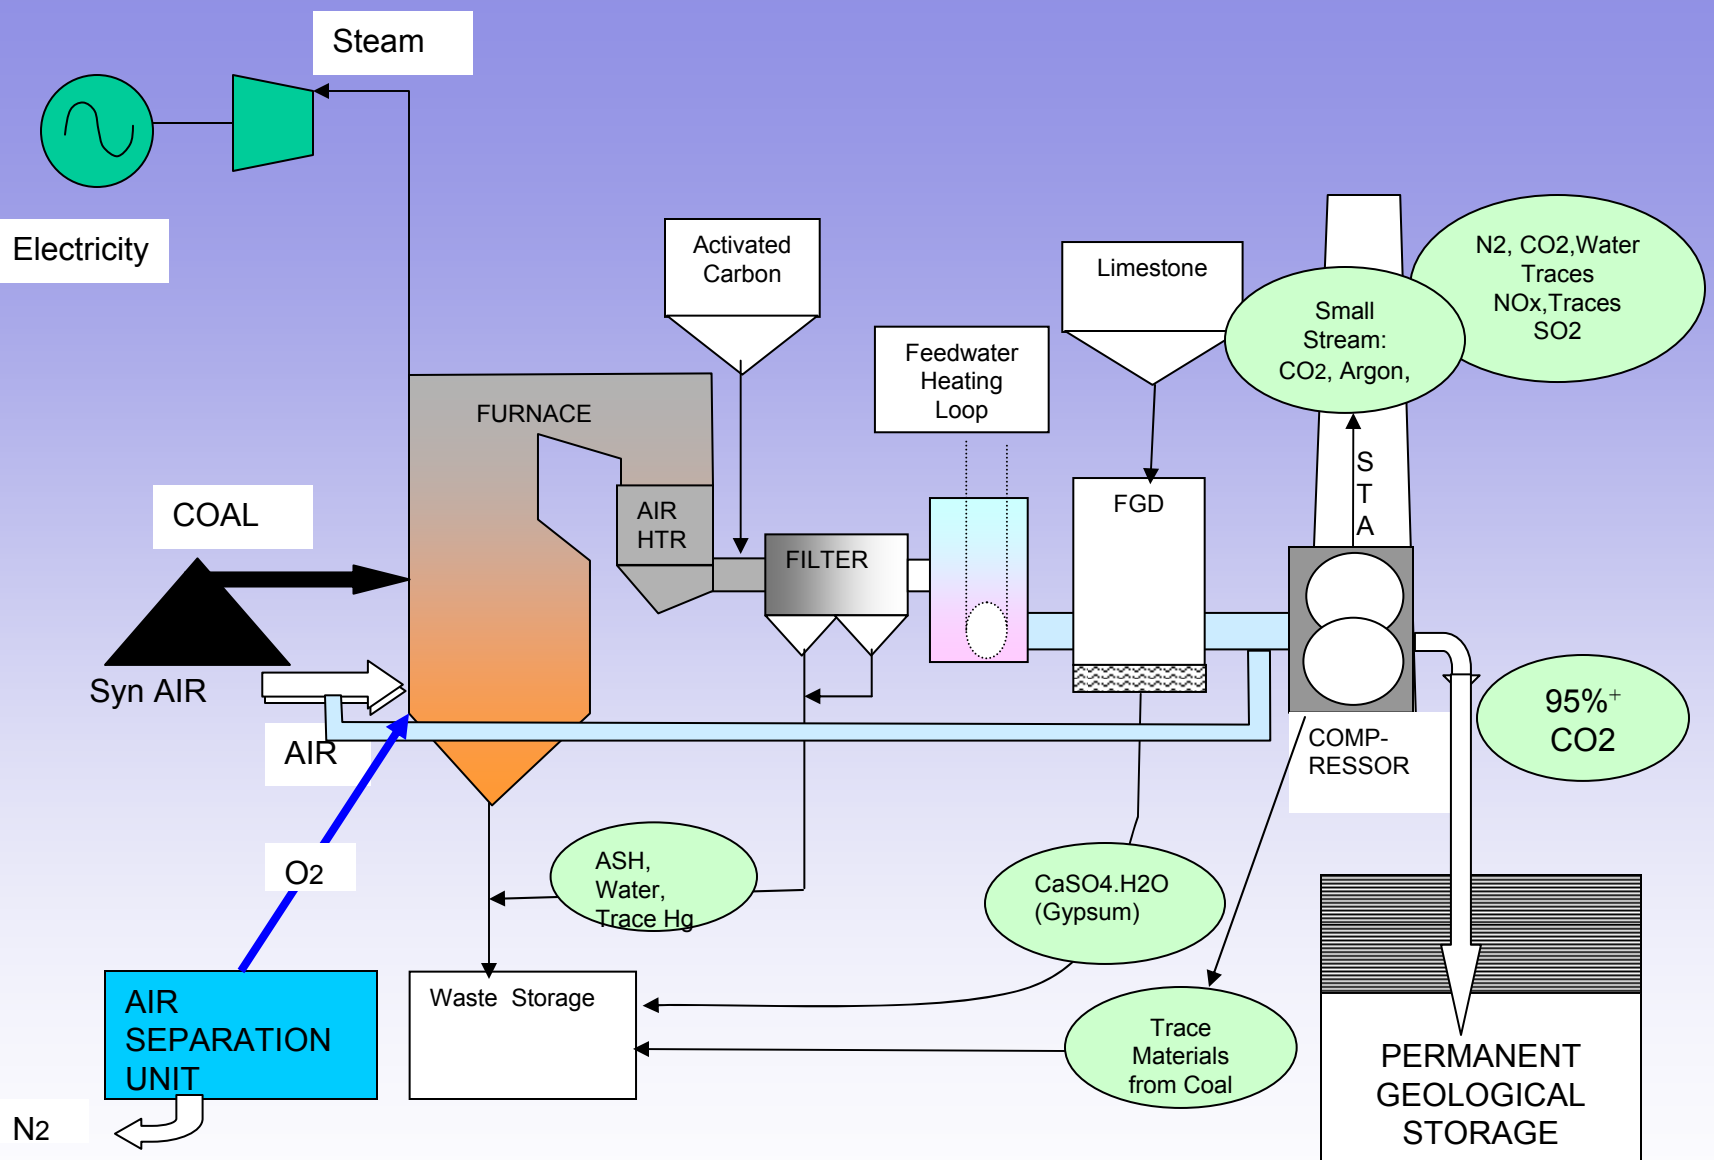 Steam
Electricity
Activated
Carbon
Limestone
N2, CO2,Water
Traces
NOx,Traces
SO2
Small
Stream:
CO2, Argon,
Feedwater
Heating
Loop
FURNACE
S
T
A
COAL
AIR
HTR
FILTER
FGD
Syn AIR
AIR
COMP-
RESSOR
95%+
CO2
O2
ASH,
Water,
Trace Hg
CaSO4.H2O
(Gypsum)
AIR
SEPARATION
UNIT
Waste Storage
Trace
Materials
from Coal
PERMANENT
GEOLOGICAL
STORAGE
N2